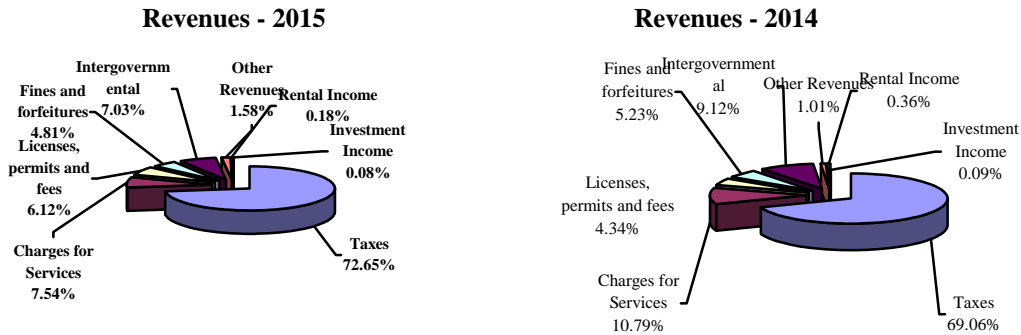 Revenues - 2015
Intergovernm
ental
7.03%
Other
Revenues
1.58%
Rental Income
0.18%
Fines and
forfeitures
4.81%
Investment
Income
0.08%
Licenses,
permits and
fees
6.12%
Charges for
Services
7.54%
Taxes
72.65%
Revenues - 2014
Fines and
forfeitures
5.23%
Intergovernment
al
9.12%
Other Revenues
1.01%
Rental Income
0.36%
Investment
Income
0.09%
Licenses,
permits and fees
4.34%
Charges for
Services
10.79%
Taxes
69.06%